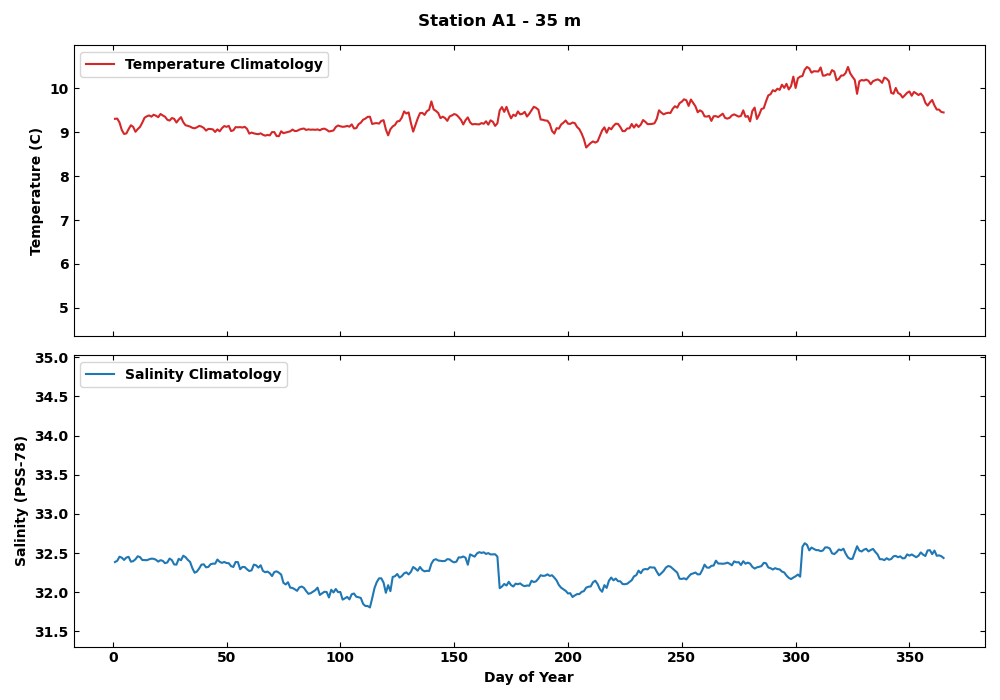 Station A1 - 35 m
Temperature Climatology
Temperature (C)
10
9
8
7
6
5
Salinity Climatology
Salinity (PSS-78)
35.0
34.5
34.0
33.5
33.0
32.5
32.0
31.5
0 50 100 150 200 250 300 350
Day of Year